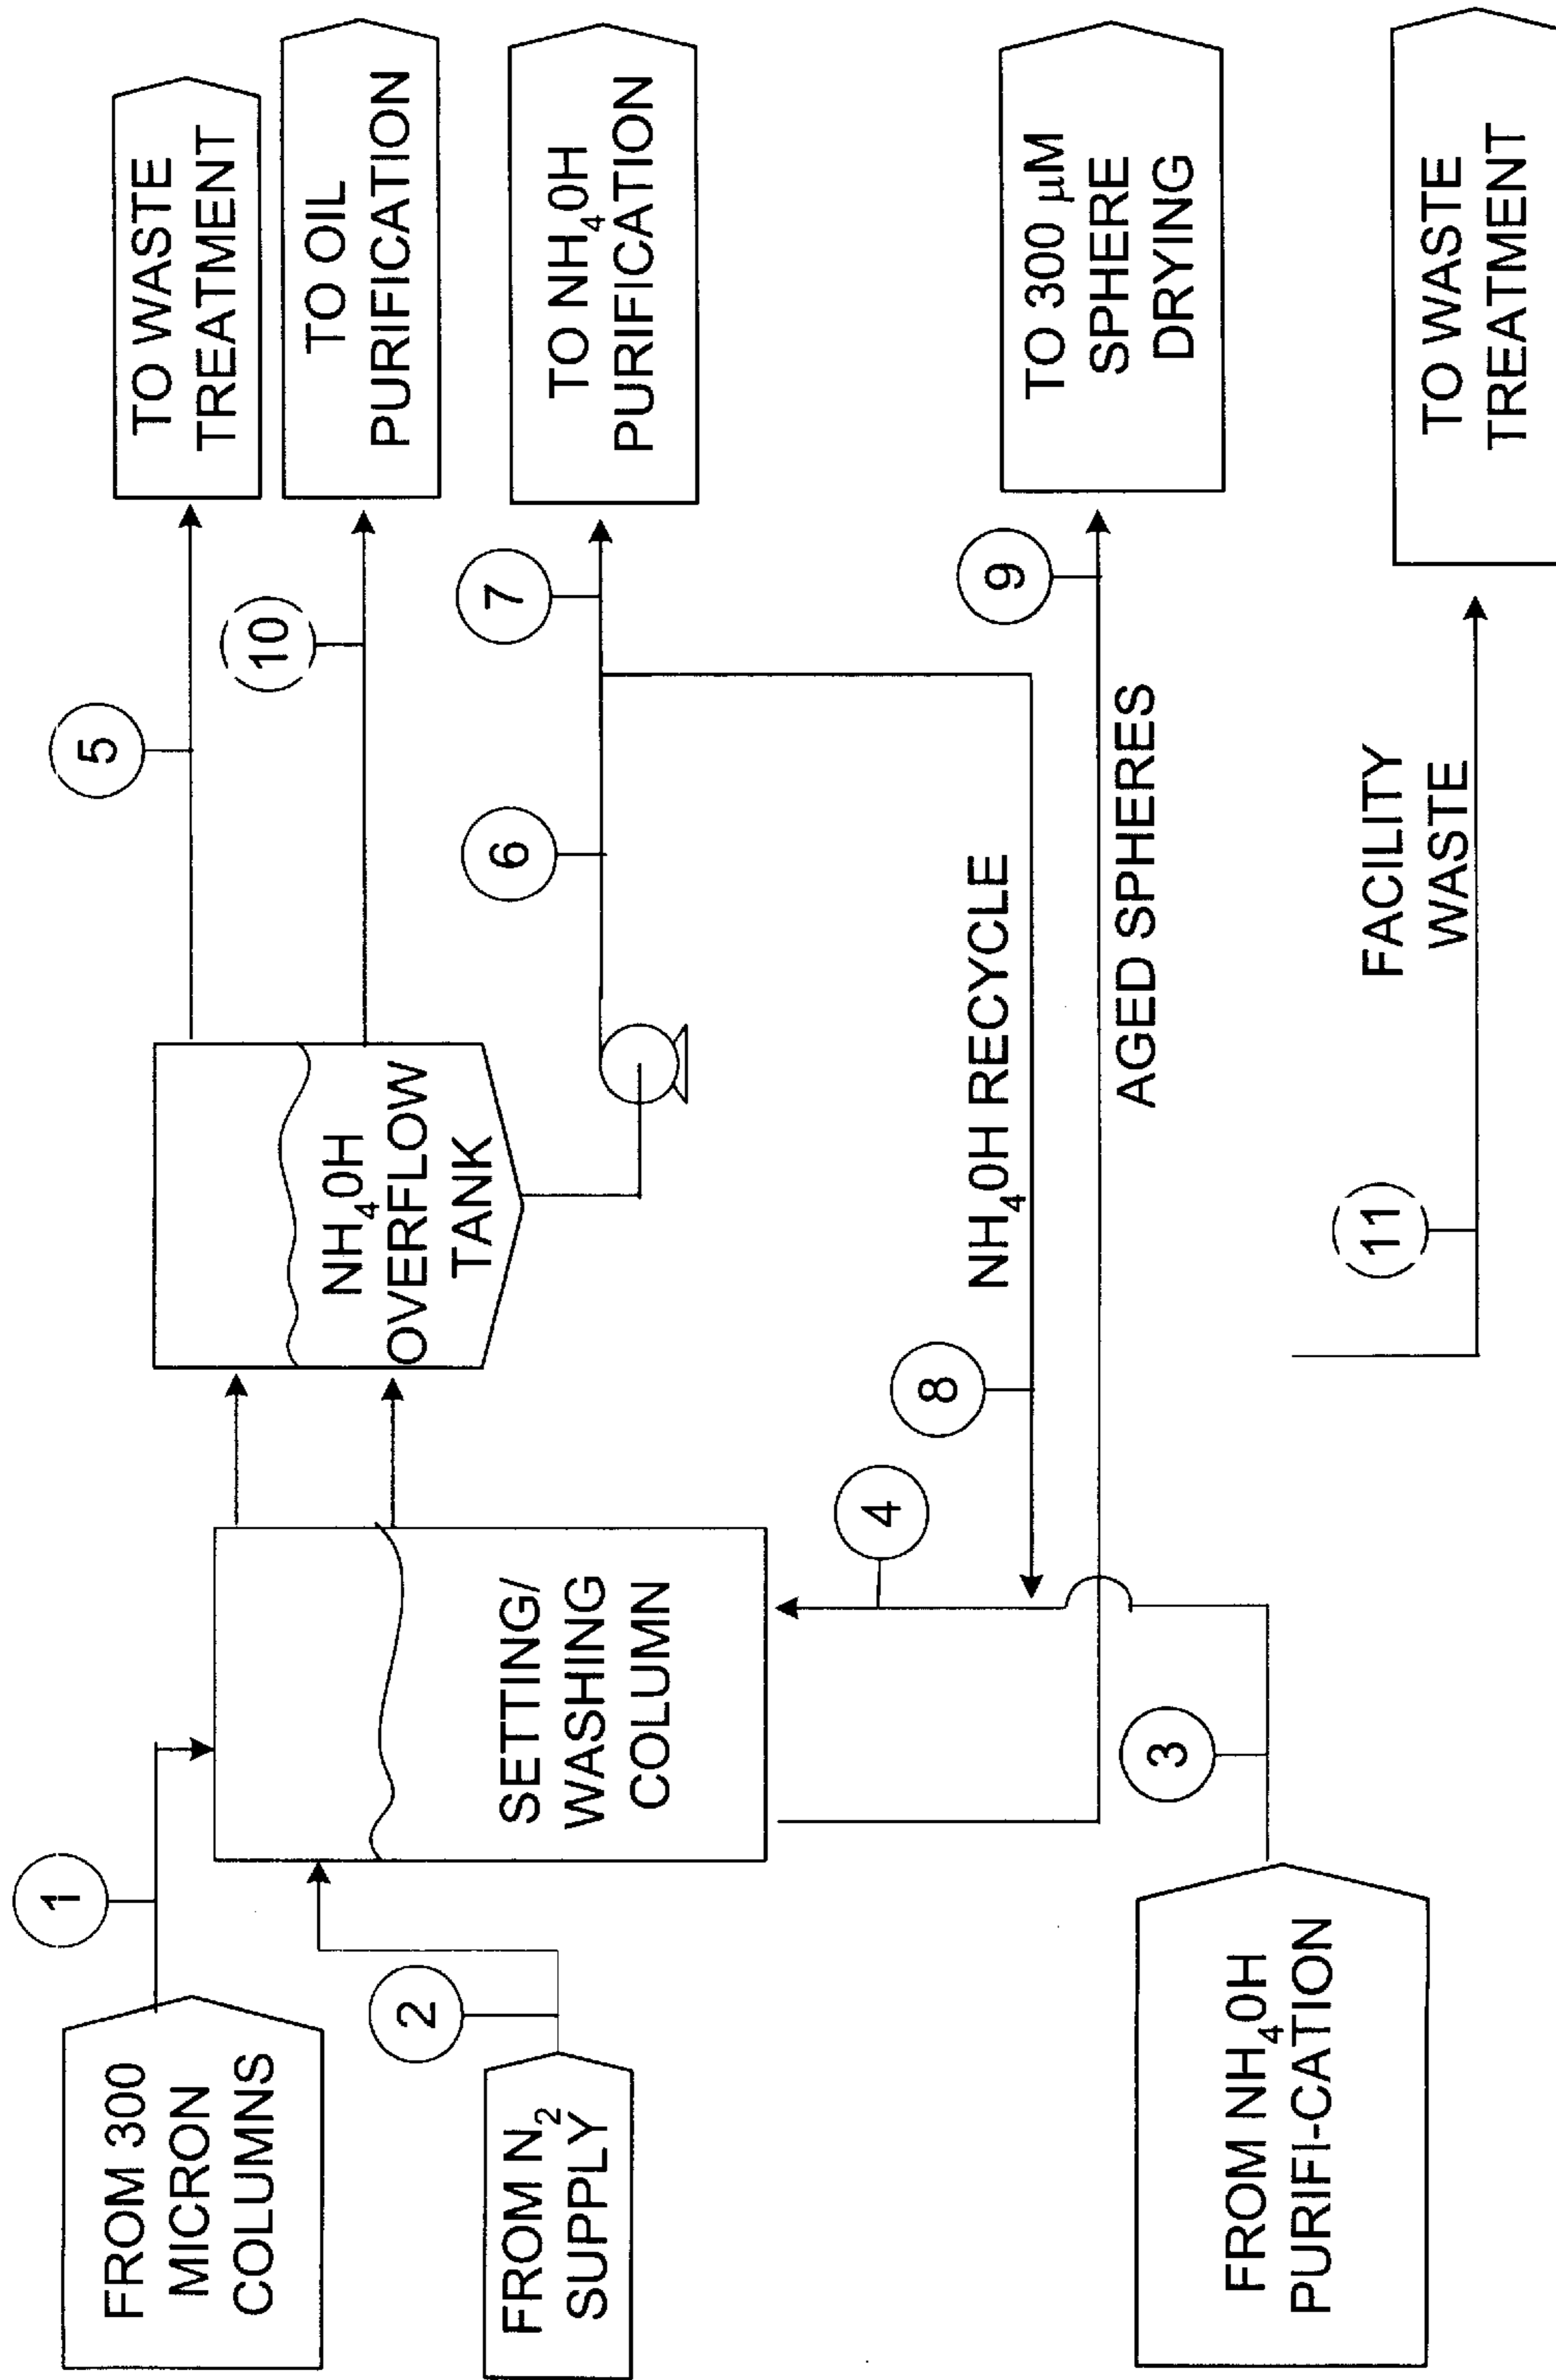 FROM 300
MICRON
COLUMNS
1
FROM N2
SUPPLY
2
SETTING/
WASHING
COLUMN
FROM NH40H
PURIFI-CATION
3
4
NH40H
OVERFLOW
TANK
5
TO WASTE
TREATMENT
10
TO OIL
PURIFICATION
6
7
TO NH40H
PURIFICATION
8
NH40H RECYCLE
9
AGED SPHERES
TO 300 μM
SPHERE
DRYING
11
FACILITY
WASTE
TO WASTE
TREATMENT